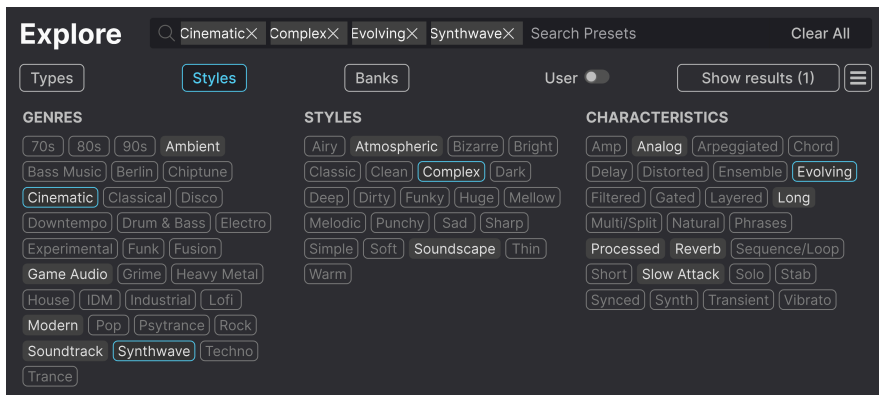 Explore Cinematic× Complex× Evolving× Synthwave× Search Presets Clear All
Types Styles Banks User Show results (1)
GENRES
70s 80s 90s Ambient
Bass Music Berlin Chiptune
Cinematic Classical Disco
Downtempo Drum & Bass Electro
Experimental Funk Fusion
Game Audio Grime Heavy Metal
House IDM Industrial Lofi
Modern Pop Psytrance Rock
Soundtrack Synthwave Techno
Trance
STYLES
Airy Atmospheric Bizarre Bright
Classic Clean Complex Dark
Deep Dirty Funky Huge Mellow
Melodic Punchy Sad Sharp
Simple Soft Soundscape Thin
Warm
CHARACTERISTICS
Amp Analog Arpeggiated Chord
Delay Distorted Ensemble Evolving
Filtered Gated Layered Long
Multi/Split Natural Phrases
Processed Reverb Sequence/Loop
Short Slow Attack Solo Stab
Synced Synth Transient Vibrato